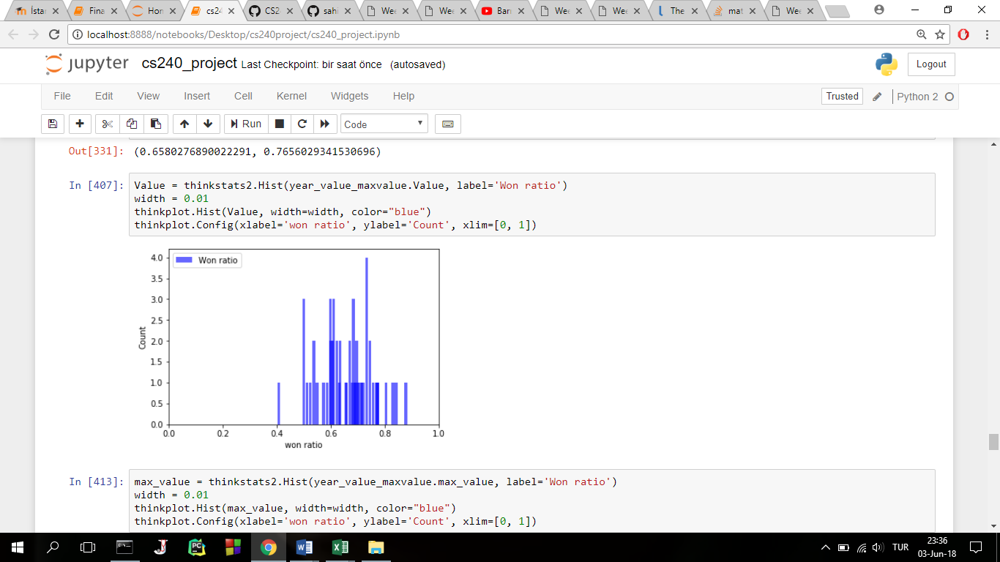 İsta
Fina
Hon
cs24
CS2
sahi
Wee
Wee
Barı
Wee
Wee
The
mat
Wee
localhost:8888/notebooks/Desktop/cs240project/cs240_project.ipynb
jupyter cs240_project Last Checkpoint: bir saat önce (autosaved)
Logout
File Edit View Insert Cell Kernel Widgets Help
Trusted Python 2
Run Code
Out[331]: (0.6580276890022291, 0.7656029341530696)
In [407]: Value = thinkstats2.Hist(year_value_maxvalue.Value, label='Won ratio')
width = 0.01
thinkplot.Hist(Value, width=width, color="blue")
thinkplot.Config(xlabel='won ratio', ylabel='Count', xlim=[0, 1])
Won ratio
4.0
3.5
3.0
2.5
2.0
1.5
1.0
0.5
0.0
Count
0.0 0.2 0.4 0.6 0.8 1.0
won ratio
In [413]: max_value = thinkstats2.Hist(year_value_maxvalue.max_value, label='Won ratio')
width = 0.01
thinkplot.Hist(max_value, width=width, color="blue")
thinkplot.Config(xlabel='won ratio', ylabel='Count', xlim=[0, 1])
TUR
23:36
03-Jun-18